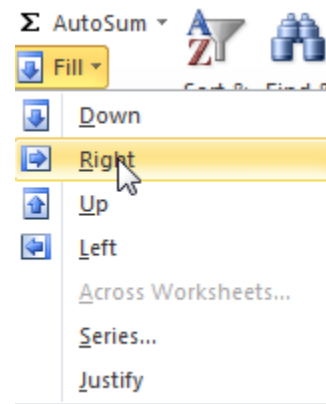 Σ AutoSum
Fill
A
Z
Down
Right
Up
Left
Across Worksheets...
Series...
Justify